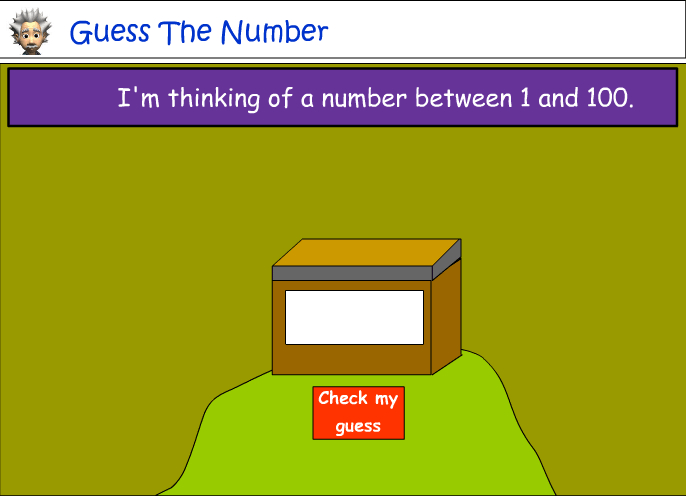 Guess The Number
I'm thinking of a number between 1 and 100.
Check my
guess